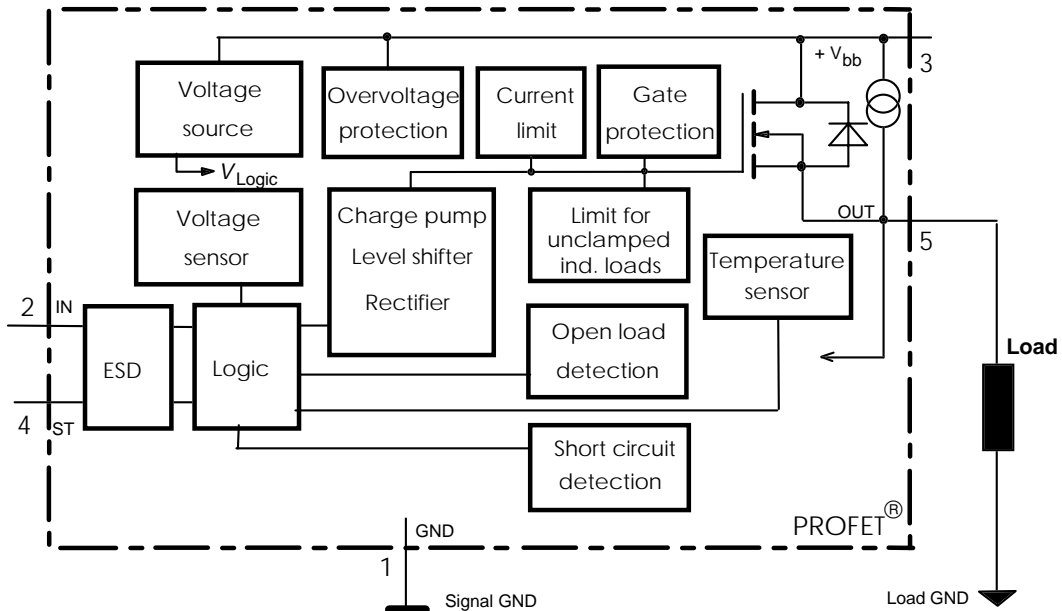 + V bb
3
Voltage
source
Overvoltage
protection
Current
limit
Gate
protection
V Logic
Voltage
sensor
Charge pump
Level shifter
Rectifier
Limit for
unclamped
ind. loads
OUT
5
Temperature
sensor
2
IN
ESD
Logic
Open load
detection
Load
4
ST
Short circuit
detection
PROFET®
GND
1
Signal GND
Load GND